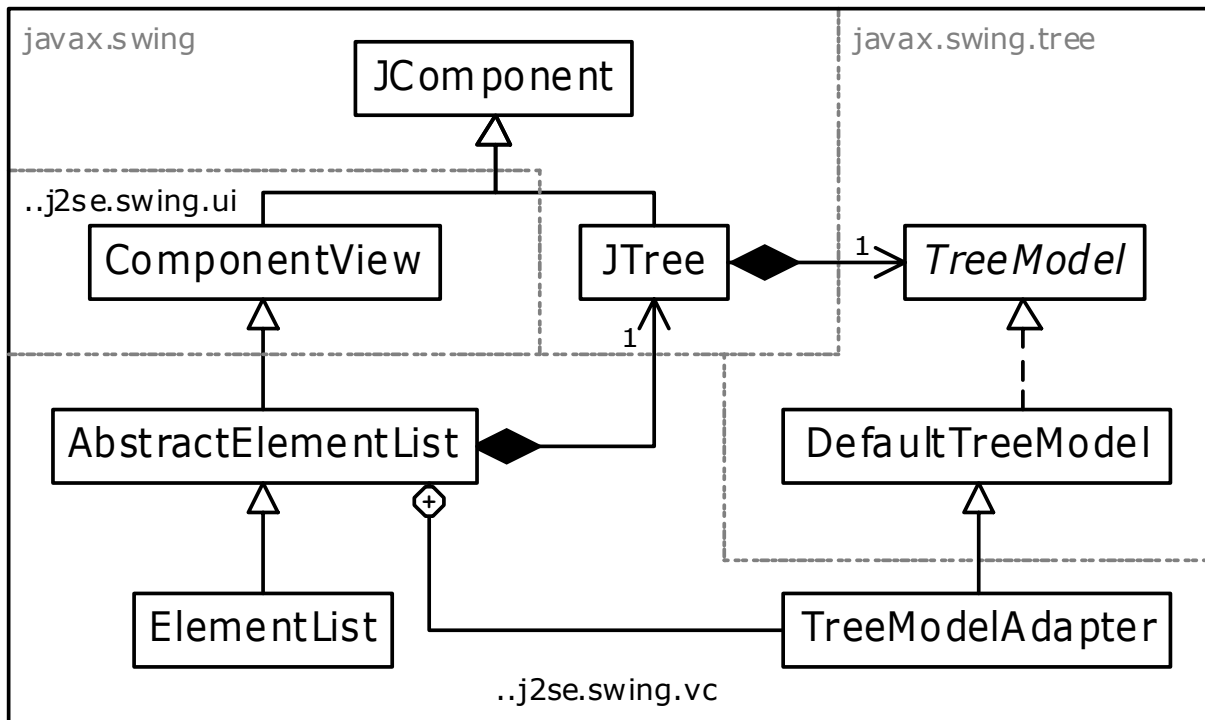 javax.swing
javax.swing.tree
JComponent
..j2se.swing.ui
ComponentView
JTree
1
TreeModel
1
AbstractElementList
DefaultTreeModel
+
ElementList
TreeModelAdapter
..j2se.swing.vc